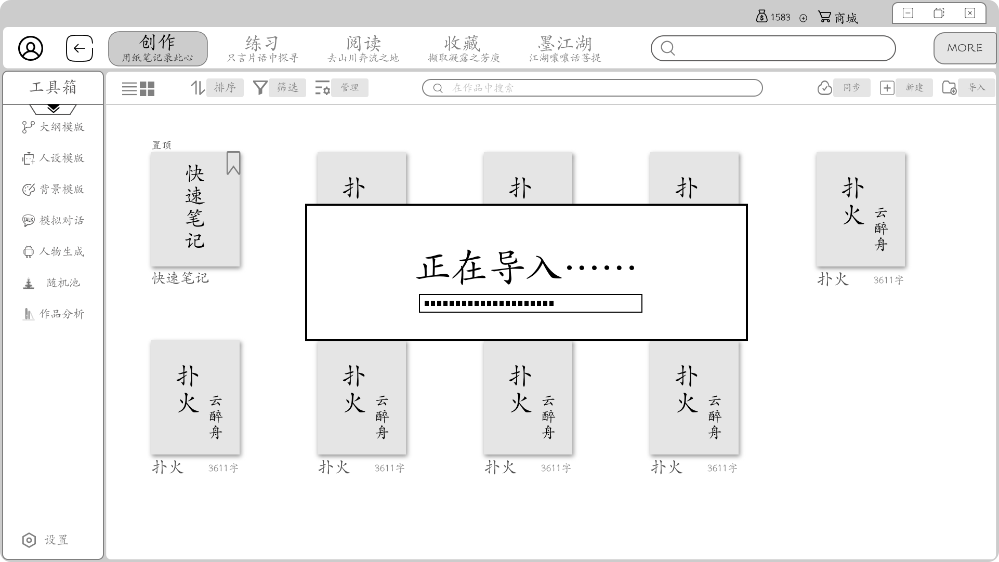 1583
商城
创作
用纸笔记录此心
练习
只言片语中探寻
阅读
去山川奔流之地
收藏
撷取凝露之芳庾
墨江湖
江湖嚷嚷话菩提
MORE
工具箱
排序
筛选
管理
在作品中搜索
同步
新建
导入
大纲模版
人设模版
背景模版
TALK
模拟对话
人物生成
随机池
作品分析
设置
置顶
快速笔记
快速笔记
扑
扑
扑
扑火
云醉舟
扑火
3611字
正在导入……
扑火
云醉舟
扑火
3611字
扑火
云醉舟
扑火
3611字
扑火
云醉舟
扑火
3611字
扑火
云醉舟
扑火
3611字